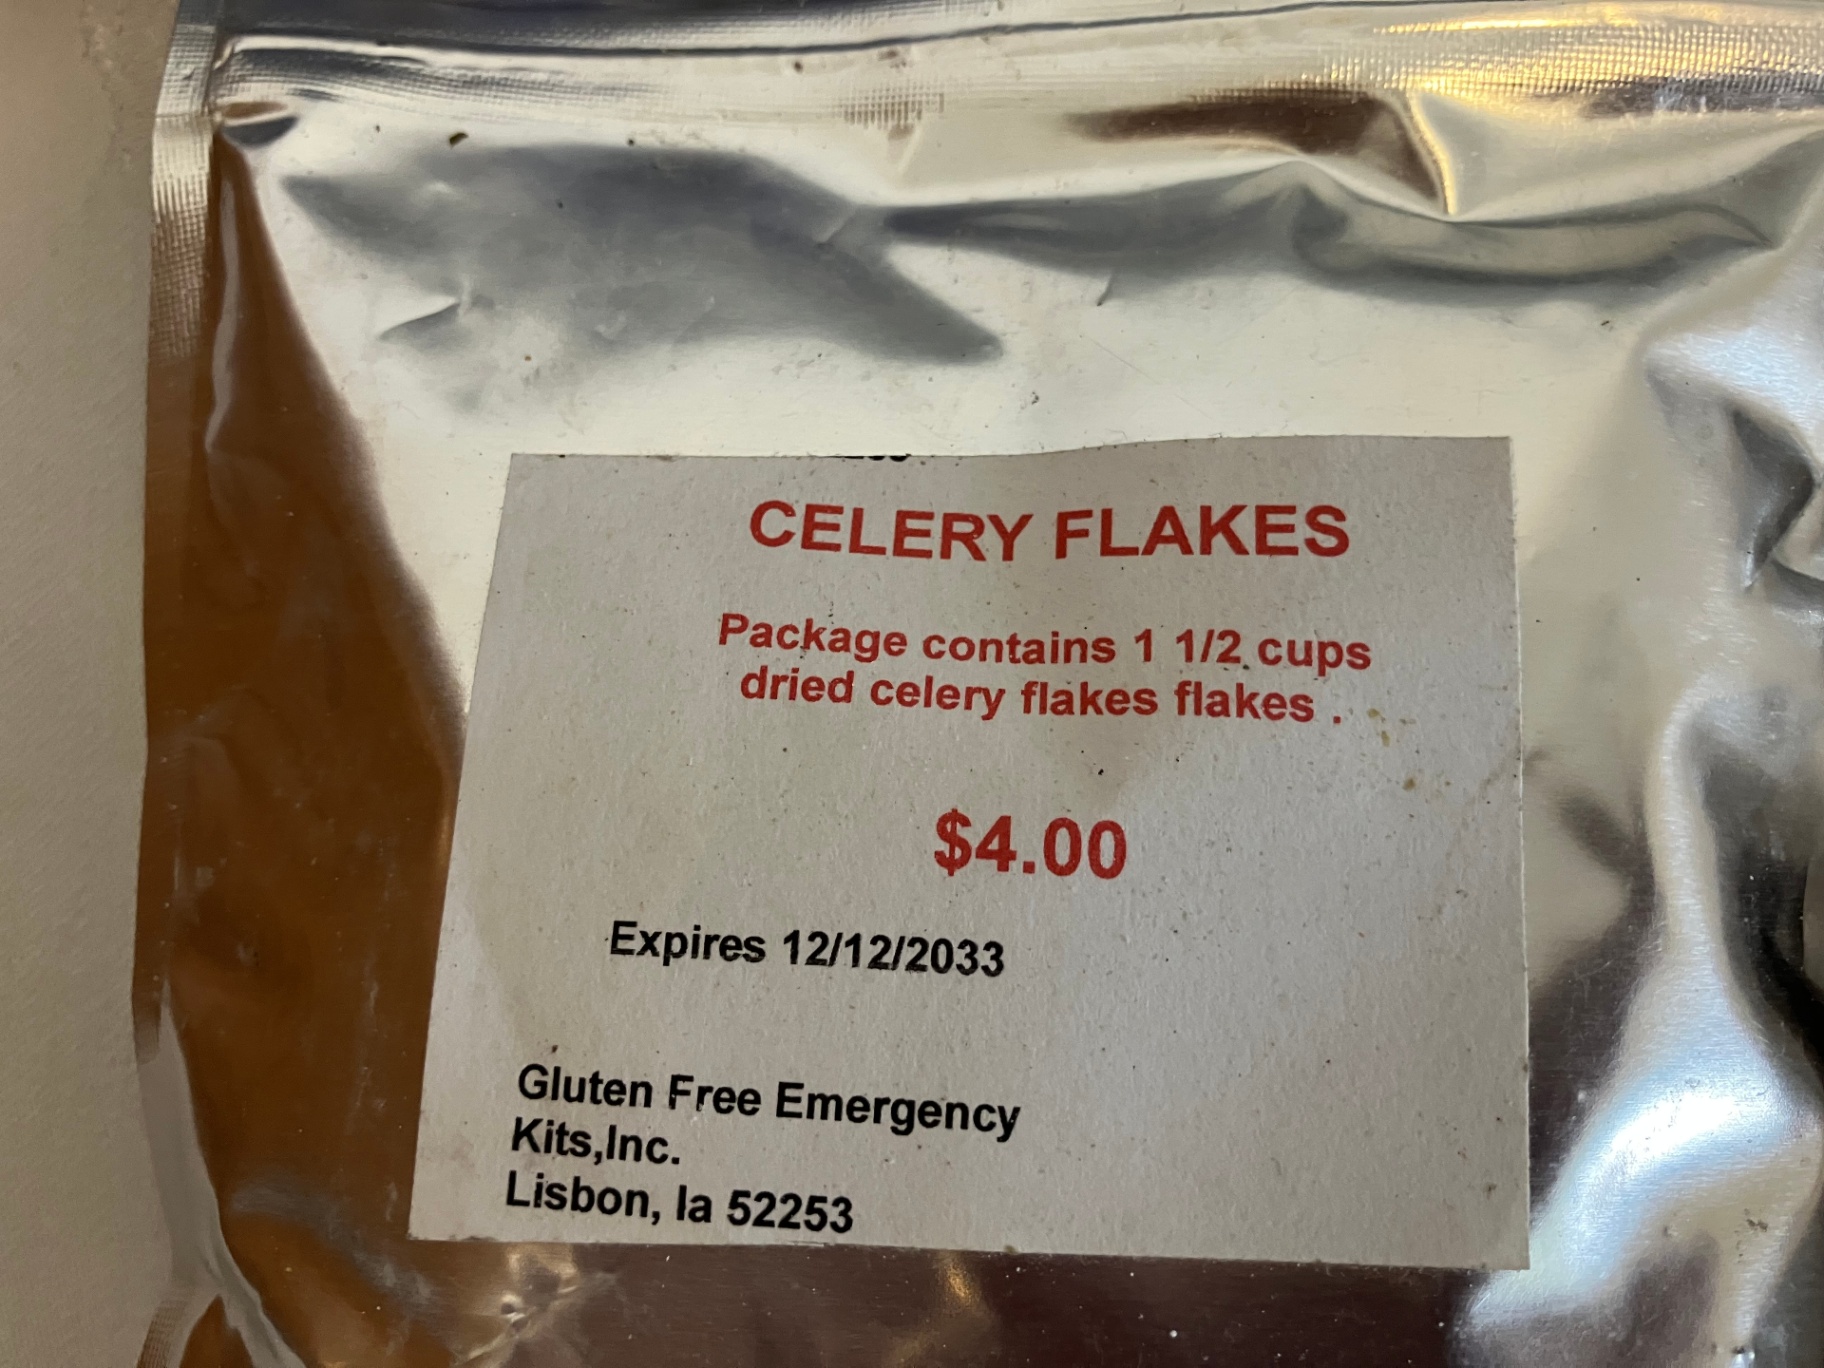 CELERY FLAKES
Package contains 1 1/2 cups
dried celery flakes flakes .
$4.00
Expires 12/12/2033
Gluten Free Emergency
Kits,Inc.
Lisbon, Ia 52253